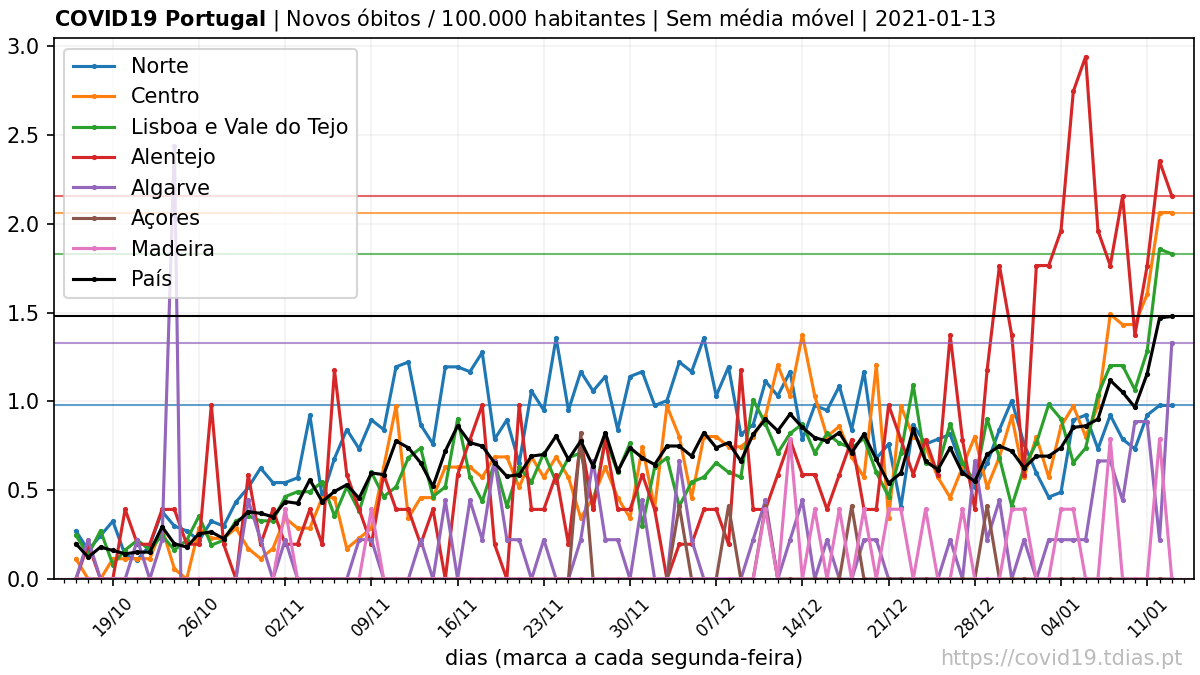 COVID19 Portugal | Novos óbitos / 100.000 habitantes | Sem média móvel | 2021-01-13
3.0
2.5
2.0
1.5
1.0
0.5
0.0
Norte
Centro
Lisboa e Vale do Tejo
Alentejo
Algarve
Açores
Madeira
País
19/10
26/10
02/11
09/11
16/11
23/11
30/11
07/12
14/12
21/12
28/12
04/01
11/01
dias (marca a cada segunda-feira)
https://covid19.tdias.pt